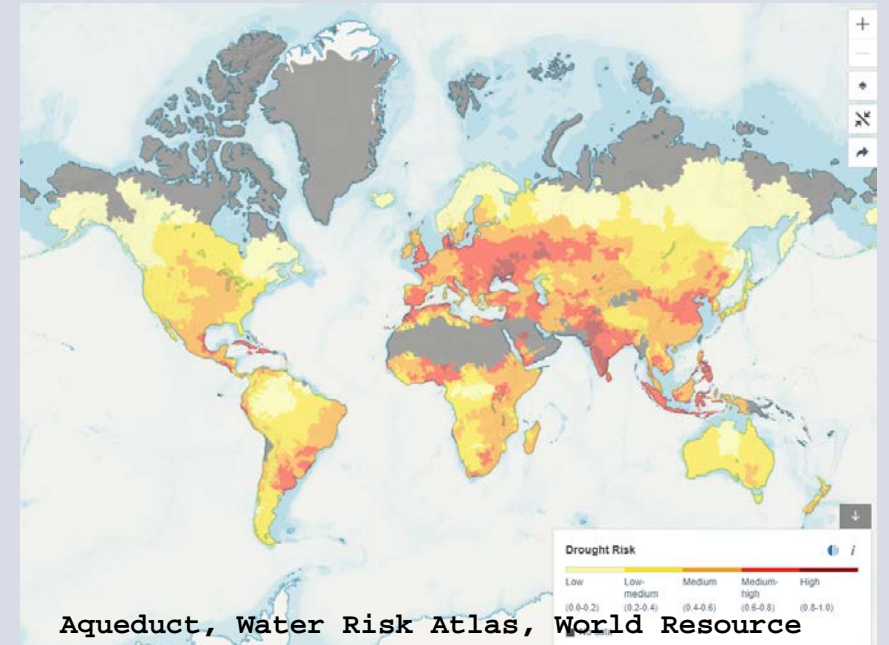 Drought Risk
Low Low-medium Medium Medium-high High
(0.0-0.2) (0.2-0.4) (0.4-0.6) (0.6-0.8) (0.8-1.0)
Aqueduct, Water Risk Atlas, World Resource